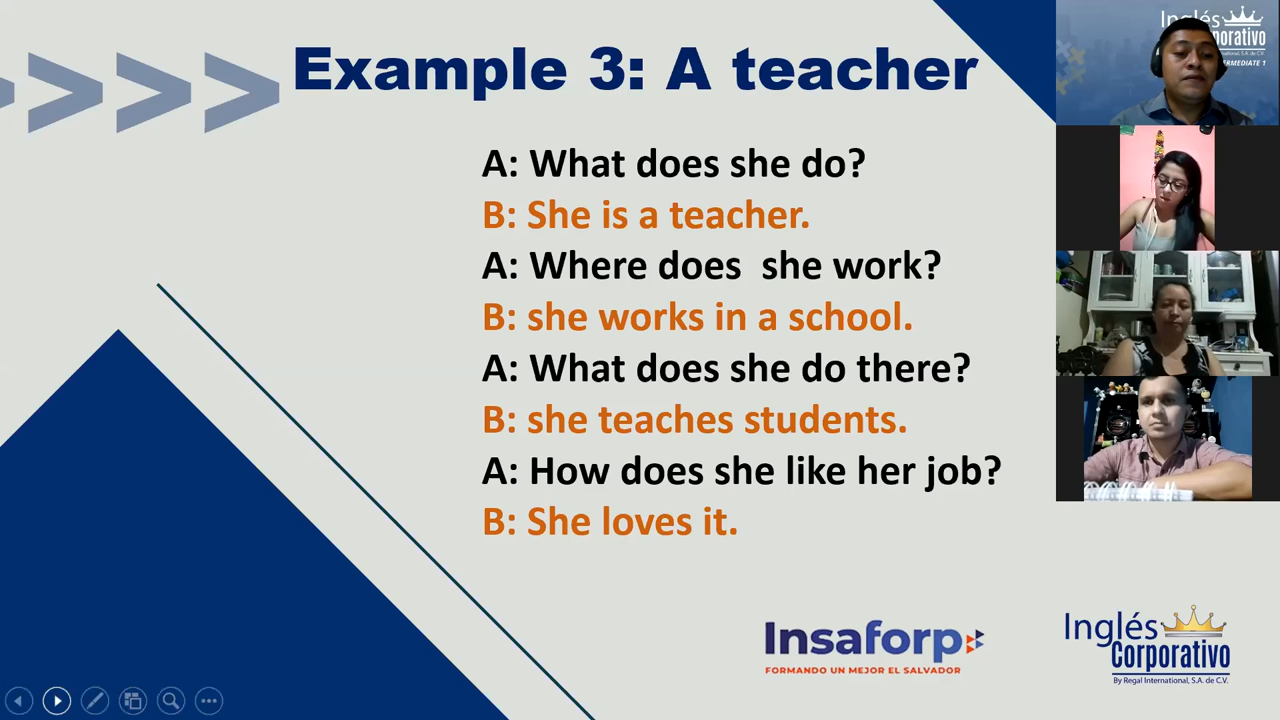 Example 3: A teacher
A: What does she do?
B: She is a teacher.
A: Where does  she work?
B: she works in a school.
A: What does she do there?
B: she teaches students.
A: How does she like her job?
B: She loves it.
Insaforp
FORMANDO UN MEJOR EL SALVADOR
Inglés
Corporativo
By Regal International, S.A. de C.V.